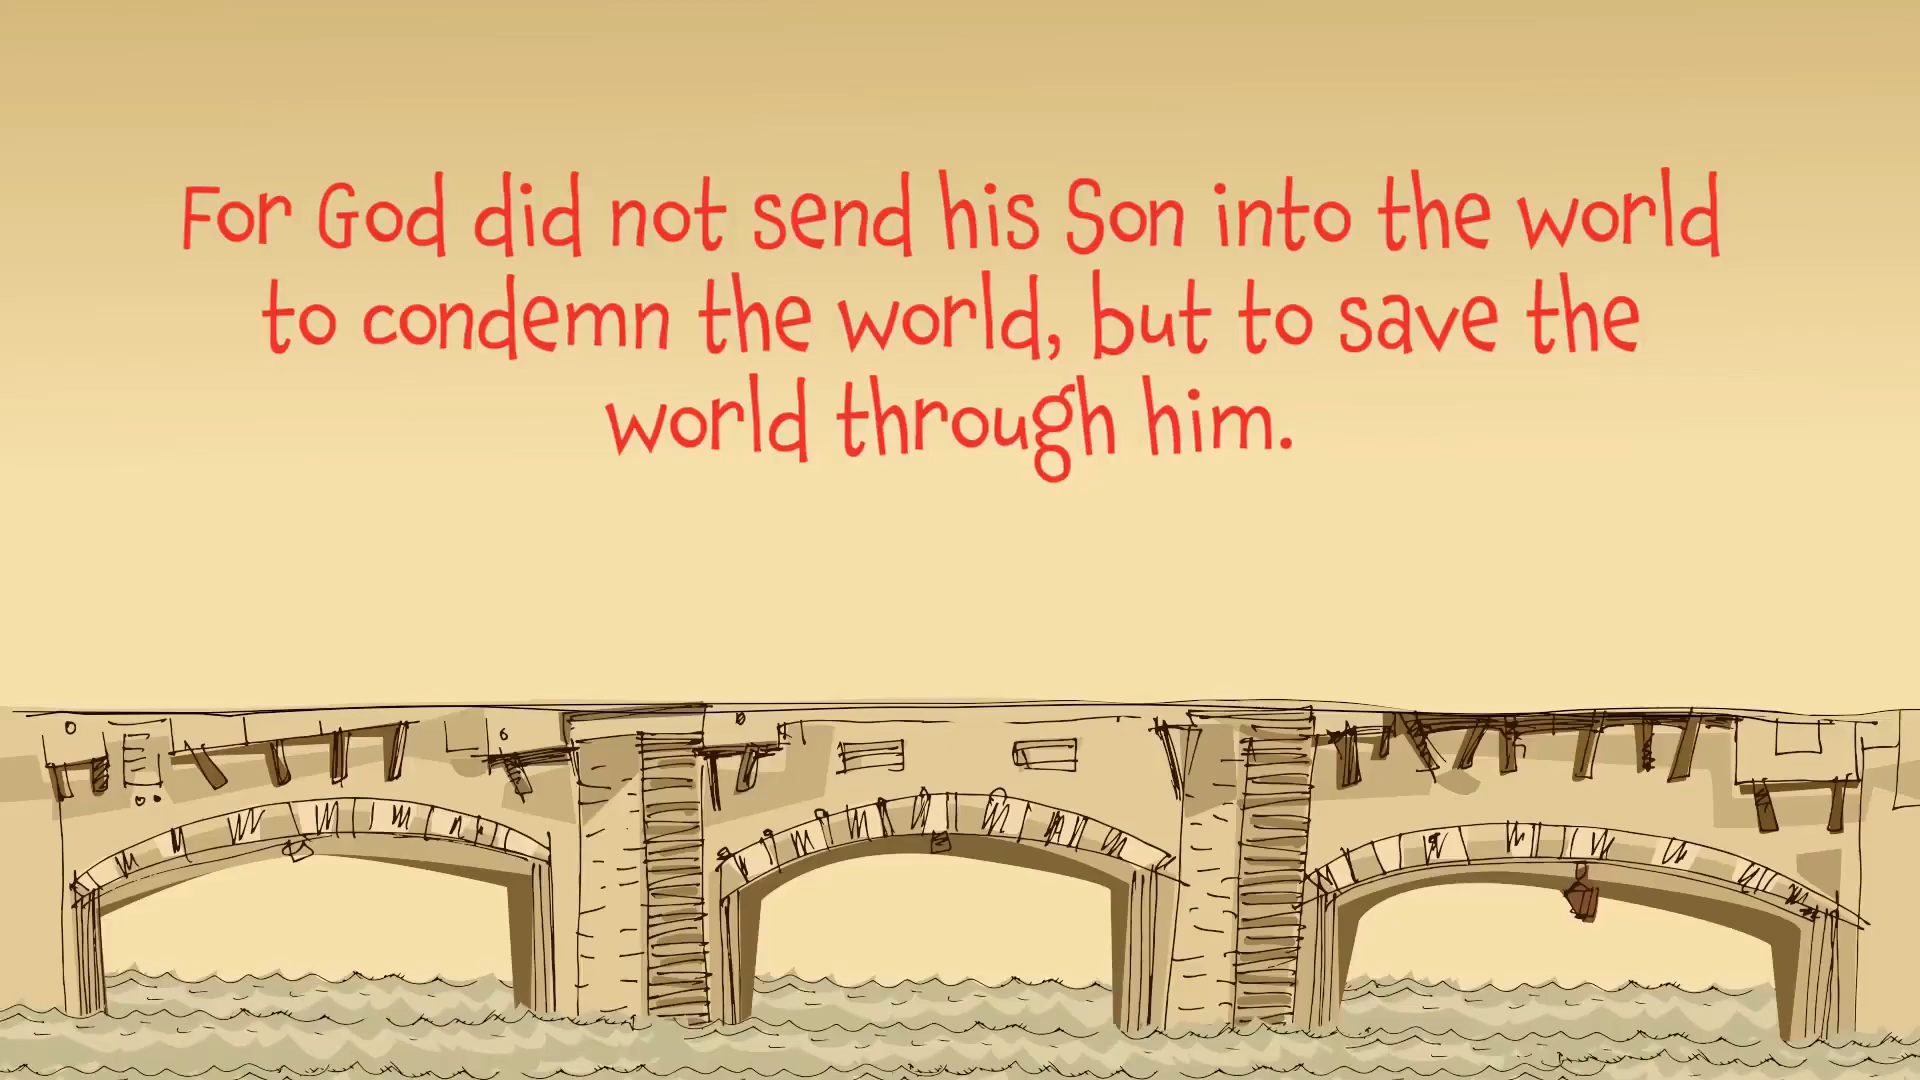 For God did not send his Son into the world
to condemn the world, but to save the
world through him.